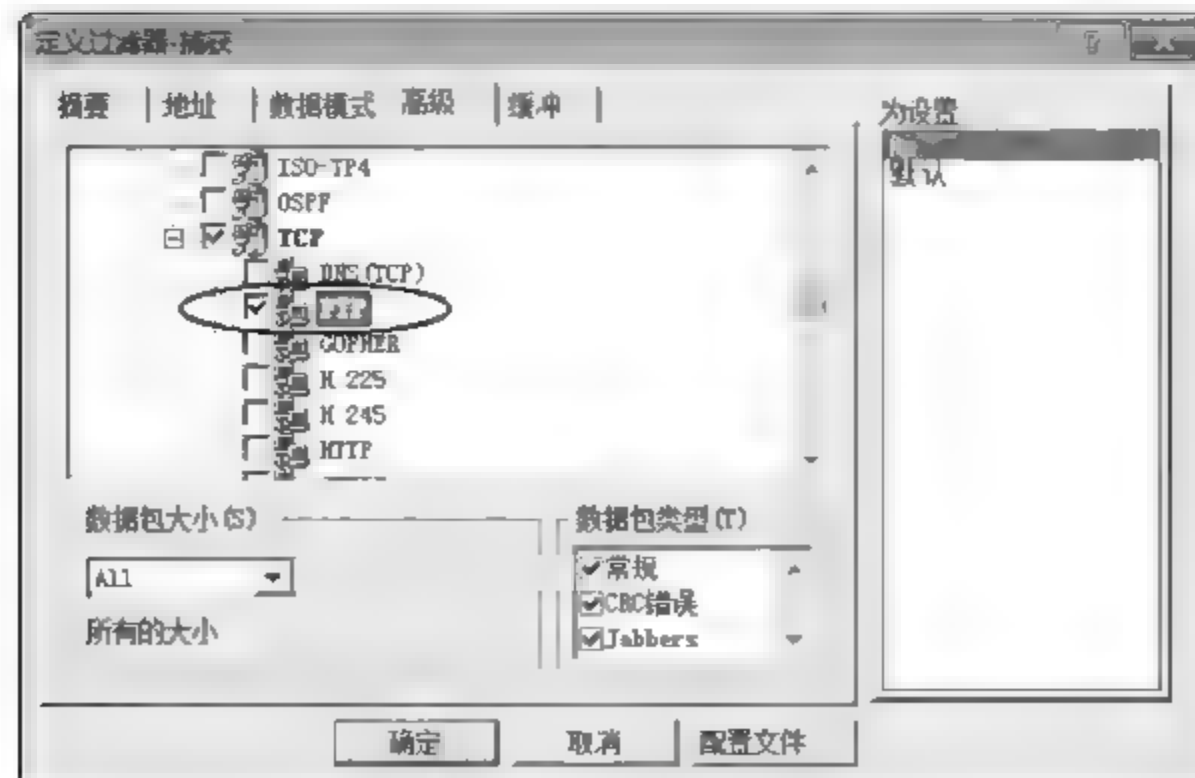 定义过滤器-捕获
摘要 地址 数据模式 高级 缓冲
为设置
默认
ISO-TP4
OSPF
TCP
DNS(TCP)
FTP
GOPHER
H 225
H 245
HTTP
数据包大小(S)
All
所有的大小
数据包类型(T)
常规
CRC错误
Jabbers
确定 取消 配置文件